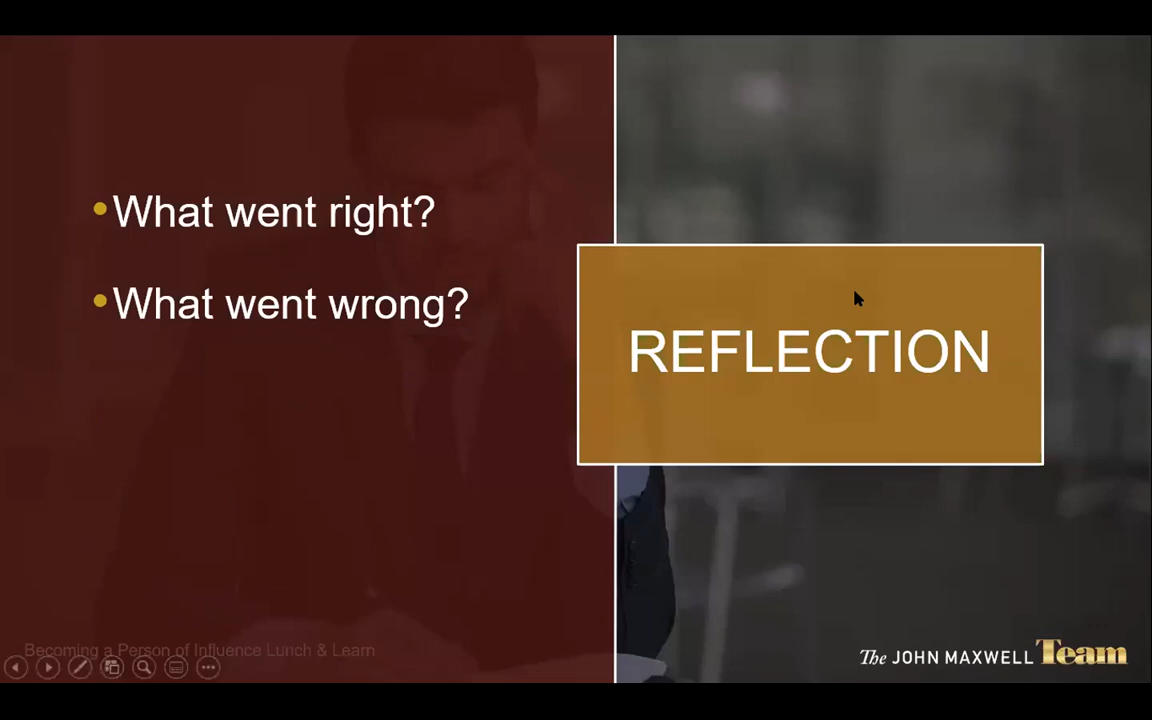 •What went right?
•What went wrong?
REFLECTION
Becoming a Person of Influence Lunch & Learn
The JOHN MAXWELL Team